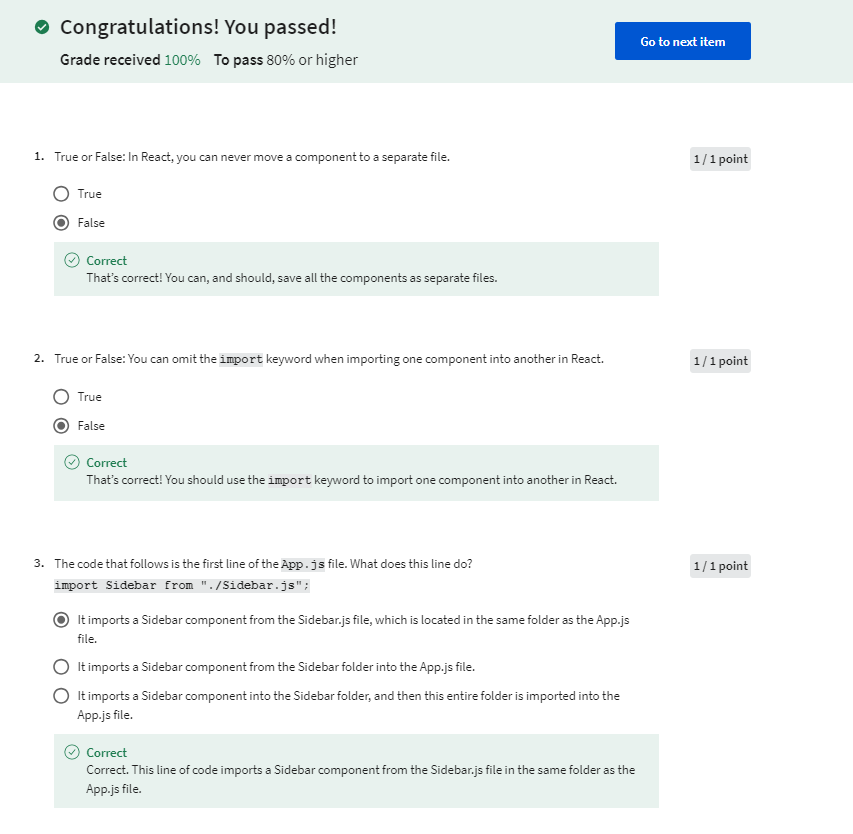 Congratulations! You passed!
Grade received 100% To pass 80% or higher
Go to next item
1. True or False: In React, you can never move a component to a separate file.
1 / 1 point
True
False
Correct
That's correct! You can, and should, save all the components as separate files.
2. True or False: You can omit the import keyword when importing one component into another in React.
1 / 1 point
True
False
Correct
That's correct! You should use the import keyword to import one component into another in React.
3. The code that follows is the first line of the App.js file. What does this line do?
1 / 1 point
import Sidebar from "./Sidebar.js";
It imports a Sidebar component from the Sidebar.js file, which is located in the same folder as the App.js
file.
It imports a Sidebar component from the Sidebar folder into the App.js file.
It imports a Sidebar component into the Sidebar folder, and then this entire folder is imported into the
App.js file.
Correct
Correct. This line of code imports a Sidebar component from the Sidebar.js file in the same folder as the
App.js file.